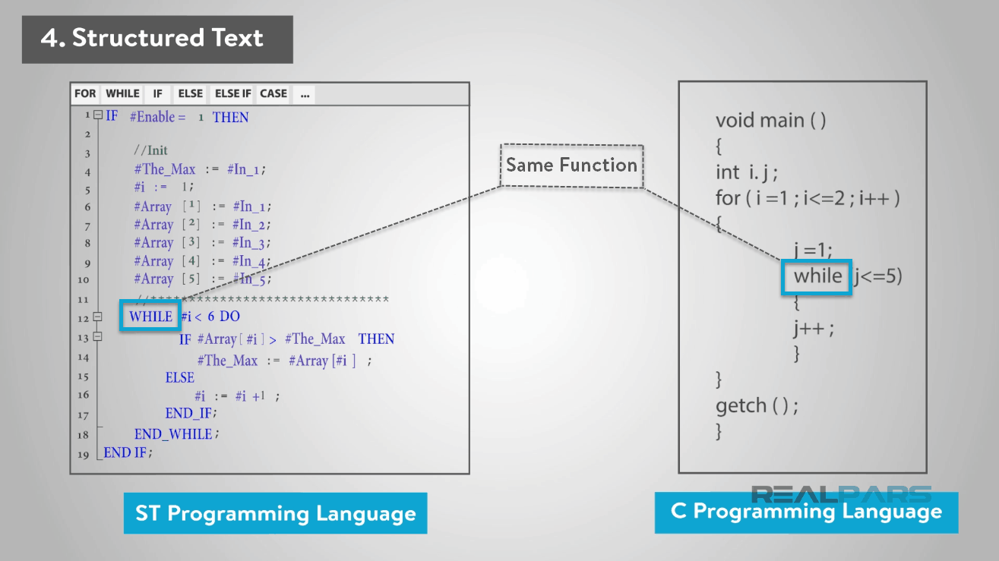 4. Structured Text
FOR WHILE IF ELSE ELSE IF CASE ...
1 IF #Enable = 1 THEN
2
3 //Init
4 #The_Max := #In_1;
5 #i := 1;
6 #Array [1] := #In_1;
7 #Array [2] := #In_2;
8 #Array [3] := #In_3;
9 #Array [4] := #In_4;
10 #Array [5] := #In_5;
11 //*******************************
12 WHILE #i < 6 DO
13 IF #Array[ #i ] > #The_Max THEN
14 #The_Max := #Array [#i ] ;
15 ELSE
16 #i := #i +1 ;
17 END_IF;
18 END_WHILE;
19 END IF;
ST Programming Language
Same Function
void main ( )
{
int i. j ;
for ( i =1 ; i<=2 ; i++ )
{
j =1;
while (j<=5)
{
j++ ;
}
}
getch ( ) ;
}
REALPARS
C Programming Language